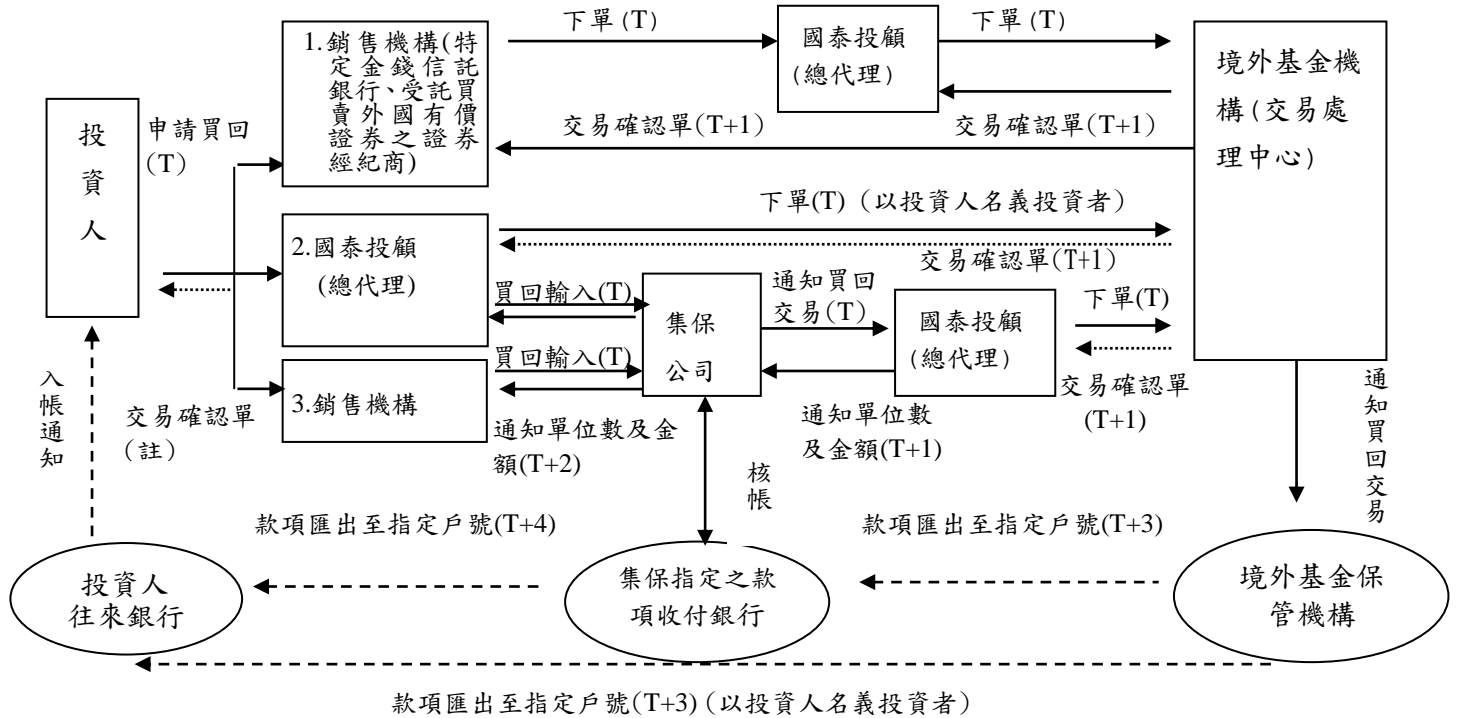 下單(T)
下單(T)
1.銷售機構(特
定金錢信託
銀行、受託買
賣外國有價
證券之證券
經紀商)
國泰投顧
(總代理)
境外基金機
構(交易處
理中心)
投
資
人
申請買回
(T)
交易確認單(T+1)
交易確認單(T+1)
下單(T)（以投資人名義投資者）
2.國泰投顧
(總代理)
交易確認單(T+1)
買回輸入(T)
通知買回
交易(T)
下單(T)
集保
公司
國泰投顧
(總代理)
買回輸入(T)
3.銷售機構
入
帳
通
知
交易確認單
（註）
通知單位數及金
額(T+2)
通知單位數
及金額(T+1)
交易確認單
(T+1)
通
知
買
回
交
易
核
帳
款項匯出至指定戶號(T+4)
款項匯出至指定戶號(T+3)
投資人
往來銀行
集保指定之款
項收付銀行
境外基金保
管機構
款項匯出至指定戶號(T+3)(以投資人名義投資者）